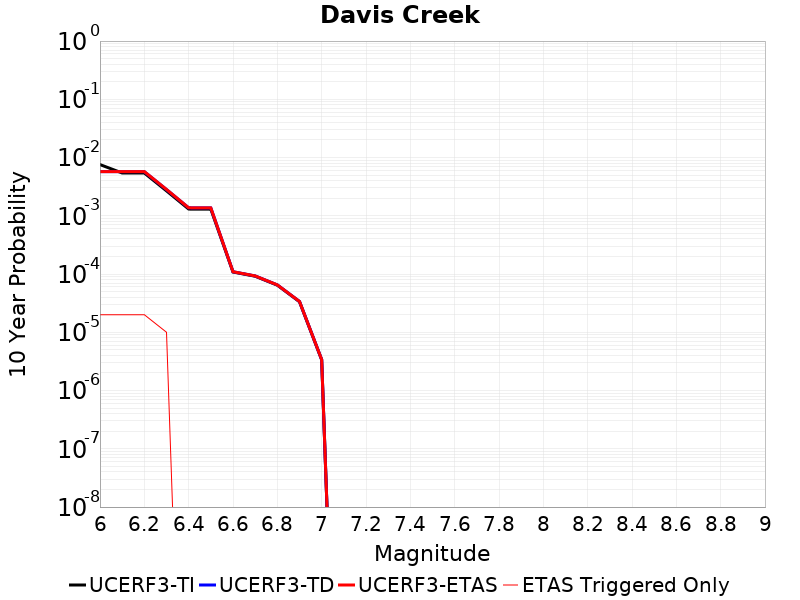 Davis Creek
10 Year Probability
10^0
10^-1
10^-2
10^-3
10^-4
10^-5
10^-6
10^-7
10^-8
6 6.2 6.4 6.6 6.8 7 7.2 7.4 7.6 7.8 8 8.2 8.4 8.6 8.8 9
Magnitude
UCERF3-TI UCERF3-TD UCERF3-ETAS ETAS Triggered Only